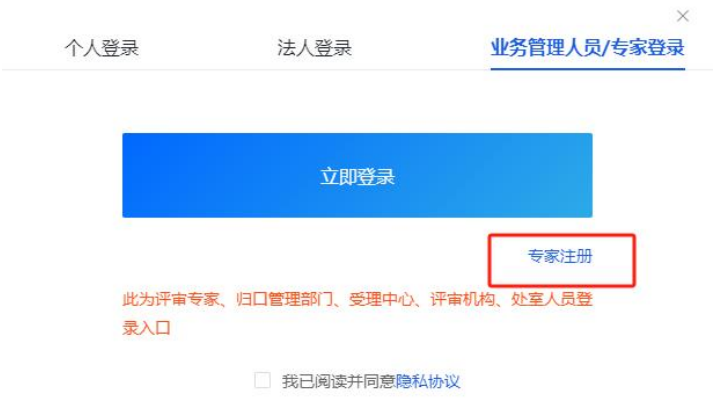 个人登录 法人登录 业务管理人员/专家登录
立即登录
专家注册
此为评审专家、归口管理部门、受理中心、评审机构、处室人员登
录入口
我已阅读并同意隐私协议